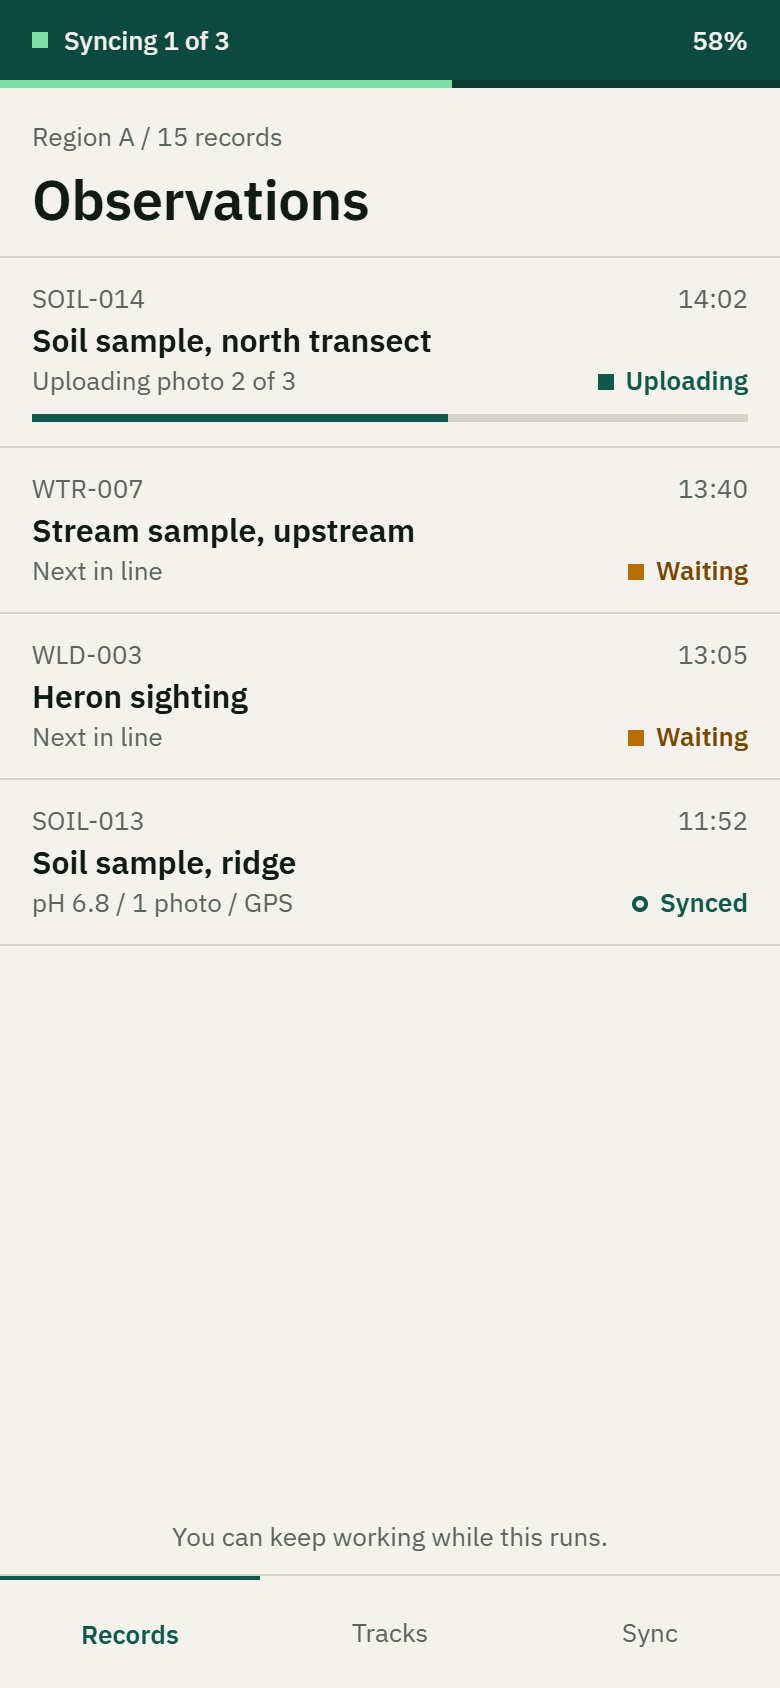 Syncing 1 of 3 58%
Region A / 15 records
Observations
SOIL-014 14:02
Soil sample, north transect
Uploading photo 2 of 3 Uploading
WTR-007 13:40
Stream sample, upstream
Next in line Waiting
WLD-003 13:05
Heron sighting
Next in line Waiting
SOIL-013 11:52
Soil sample, ridge
pH 6.8 / 1 photo / GPS Synced
You can keep working while this runs.
Records Tracks Sync